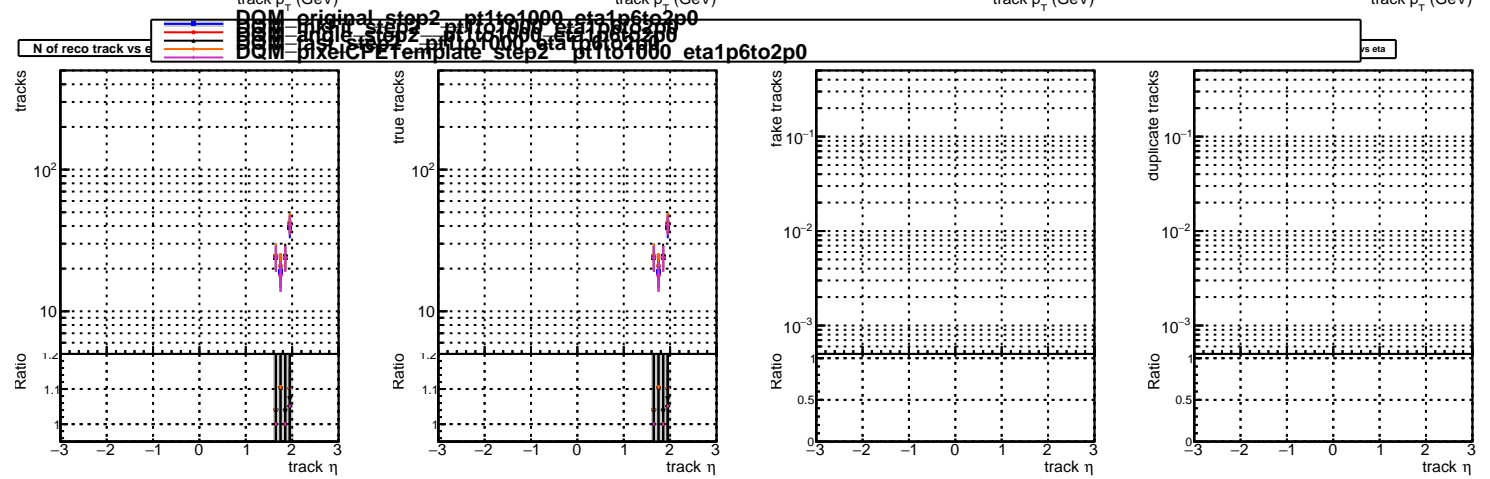 track pT (GeV) track pT (GeV) track pT (GeV) track pT (GeV)
DQM_original_step2__pt1to1000_eta1p6to2p0
DQM_pixelCPETemplate_step2__pt1to1000_eta1p6to2p0
N of reco track vs e
vs eta
tracks
10²
10
Ratio
1.2
1.1
1
−3 −2 −1 0 1 2 3
track η
true tracks
10²
10
Ratio
1.2
1.1
1
−3 −2 −1 0 1 2 3
track η
fake tracks
10⁻¹
10⁻²
10⁻³
Ratio
1
0.5
0
−3 −2 −1 0 1 2 3
track η
duplicate tracks
10⁻¹
10⁻²
10⁻³
Ratio
1
0.5
0
−3 −2 −1 0 1 2 3
track η